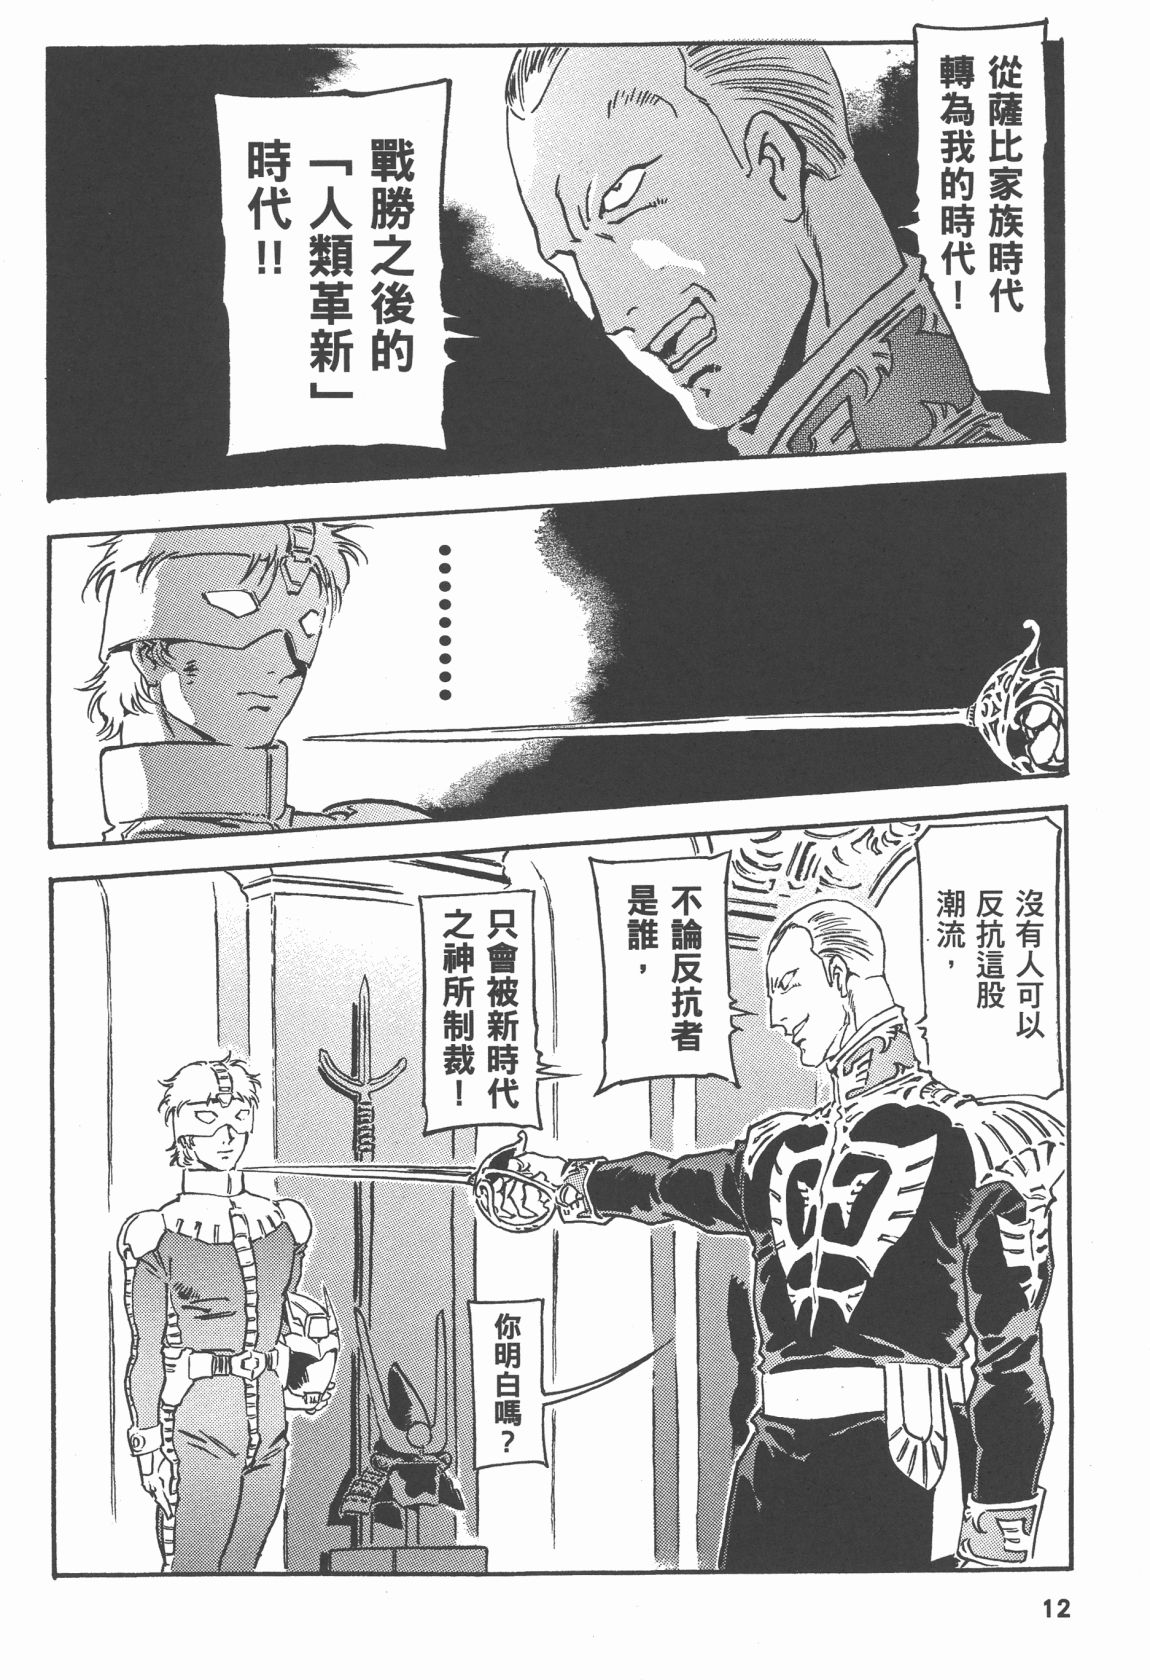 從薩比家族時代
轉為我的時代！
戰勝之後的
「人類革新」
時代!!
………
沒有人可以
反抗這股
潮流，
不論反抗者
是誰，
只會被新時代
之神所制裁！
你明白嗎？
12